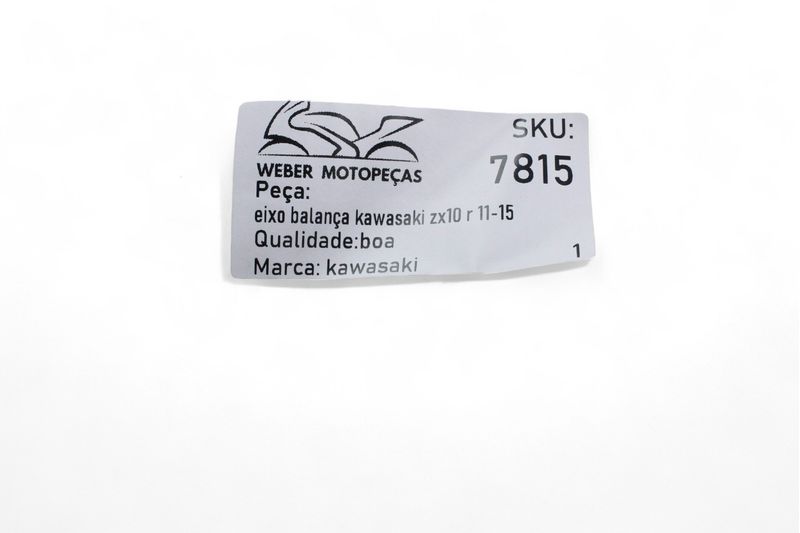 WEBER MOTOPEÇAS
SKU:
7815
Peça:
eixo balança kawasaki zx10 r 11-15
Qualidade:boa
Marca: kawasaki
1